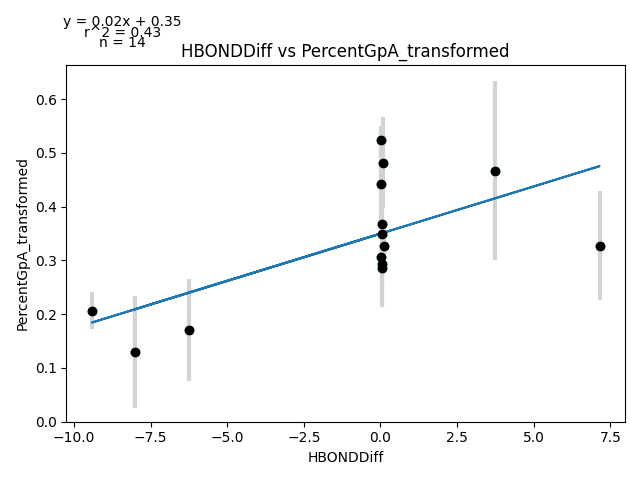 y = 0.02x + 0.35
r^2 = 0.43
n = 14
HBONDDiff vs PercentGpA_transformed
PercentGpA_transformed
0.6
0.5
0.4
0.3
0.2
0.1
0.0
−10.0 −7.5 −5.0 −2.5 0.0 2.5 5.0 7.5
HBONDDiff